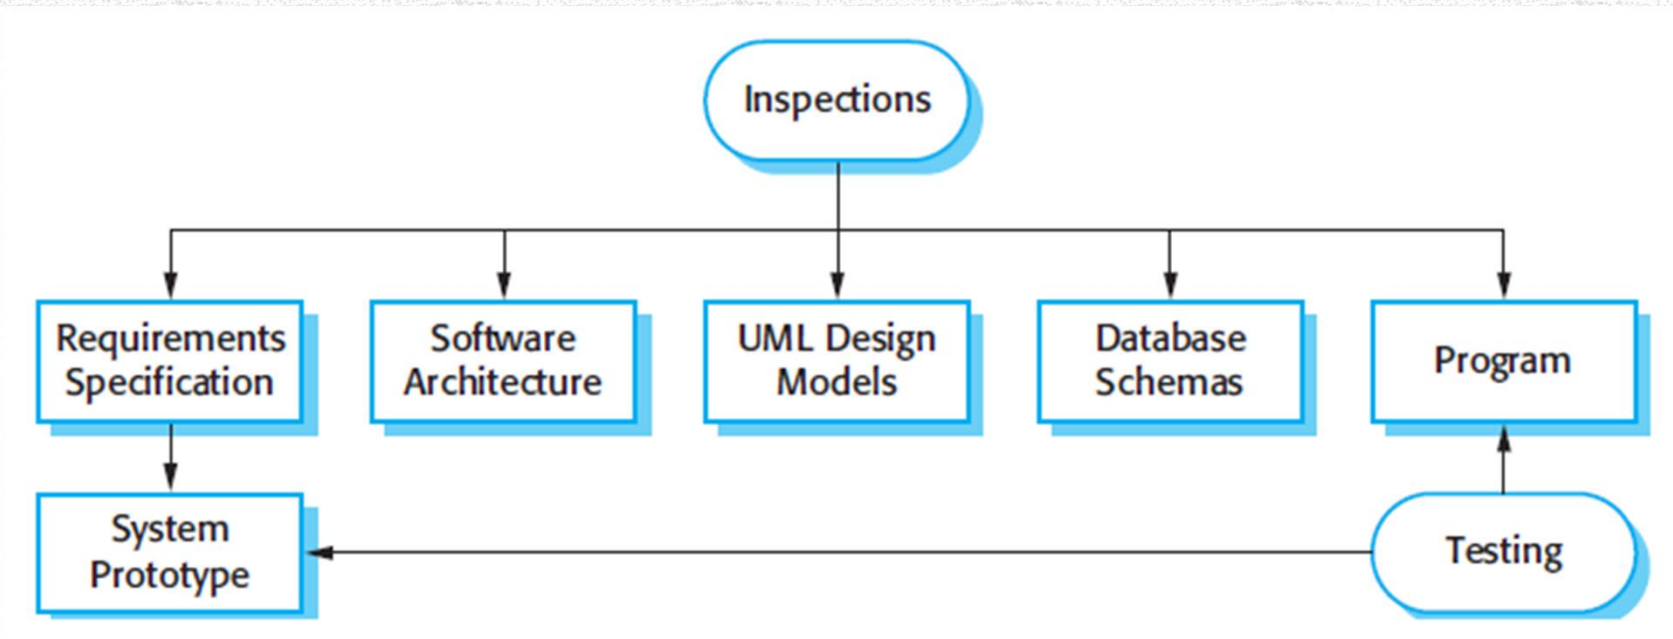 Inspections
Requirements
Specification
Software
Architecture
UML Design
Models
Database
Schemas
Program
System
Prototype
Testing